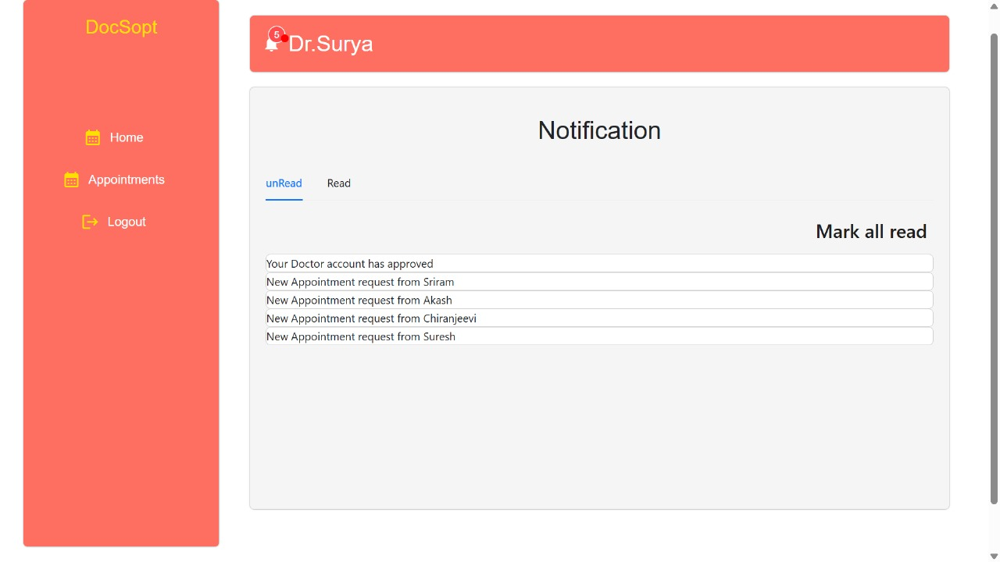 DocSopt
5
Dr.Surya
Home
Appointments
Logout
Notification
unRead
Read
Mark all read
Your Doctor account has approved
New Appointment request from Sriram
New Appointment request from Akash
New Appointment request from Chiranjeevi
New Appointment request from Suresh